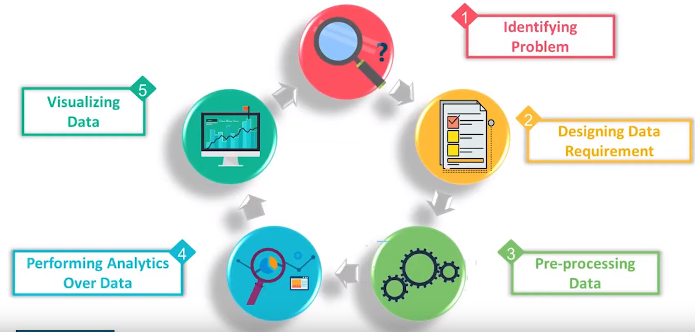 1
Identifying
Problem
?
2
Designing Data
Requirement
3
Pre-processing
Data
4
Performing Analytics
Over Data
5
Visualizing
Data